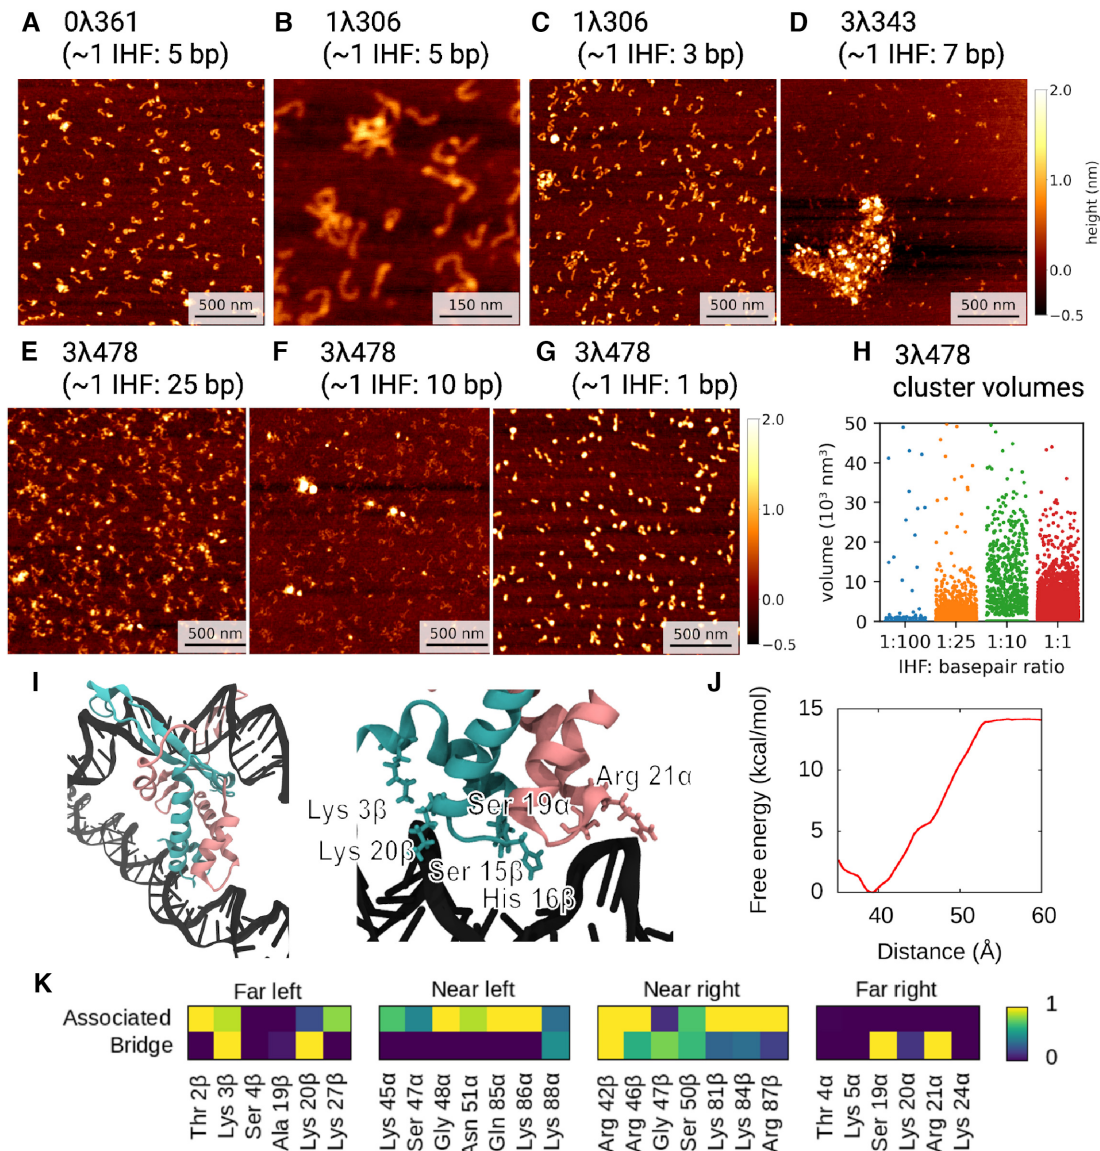 A 0λ361
(~1 IHF: 5 bp)
B 1λ306
(~1 IHF: 5 bp)
C 1λ306
(~1 IHF: 3 bp)
D 3λ343
(~1 IHF: 7 bp)
500 nm
150 nm
500 nm
500 nm
2.0
1.0
0.0
−0.5
height (nm)
E 3λ478
(~1 IHF: 25 bp)
F 3λ478
(~1 IHF: 10 bp)
G 3λ478
(~1 IHF: 1 bp)
500 nm
500 nm
500 nm
2.0
1.0
0.0
−0.5
H 3λ478
cluster volumes
volume (10³ nm³)
50
40
30
20
10
0
1:100 1:25 1:10 1:1
IHF: basepair ratio
I
Lys 3β
Lys 20β
Ser 19α
Ser 15β
His 16β
Arg 21α
J
Free energy (kcal/mol)
15
10
5
0
40 50 60
Distance (Å)
K
Far left Near left Near right Far right
Associated
Bridge
1
0
Thr 2β
Lys 3β
Ser 4β
Ala 19β
Lys 20β
Lys 27β
Lys 45α
Ser 47α
Gly 48α
Asn 51α
Gln 85α
Lys 86α
Lys 88α
Arg 42β
Arg 46β
Gly 47β
Ser 50β
Lys 81β
Lys 84β
Arg 87β
Thr 4α
Lys 5α
Ser 19α
Lys 20α
Arg 21α
Lys 24α